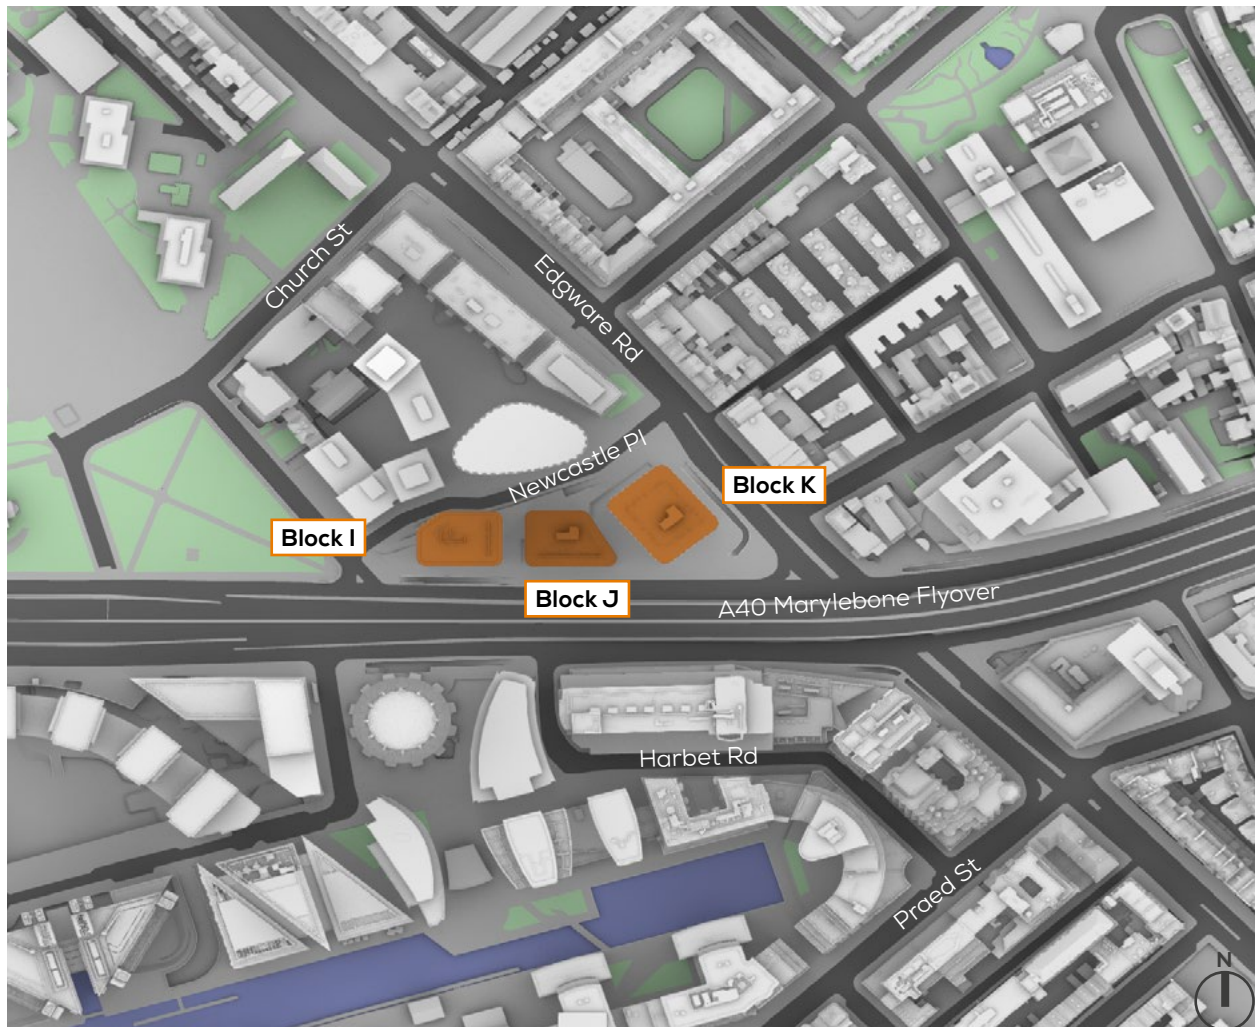 Church St
Edgware Rd
Newcastle Pl
Block K
Block I
Block J
A40 Marylebone Flyover
Harbet Rd
Praed St
N